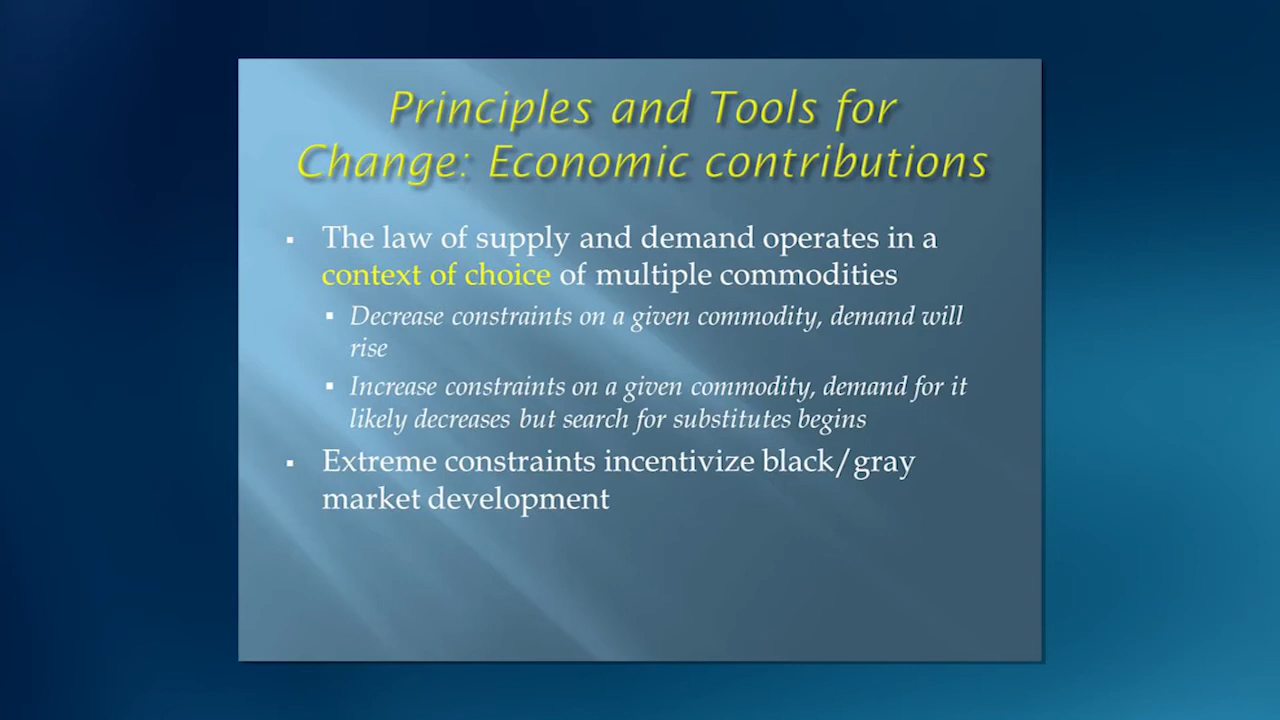 Principles and Tools for
Change: Economic contributions
▪ The law of supply and demand operates in a
context of choice of multiple commodities
▪ Decrease constraints on a given commodity, demand will
rise
▪ Increase constraints on a given commodity, demand for it
likely decreases but search for substitutes begins
▪ Extreme constraints incentivize black/gray
market development